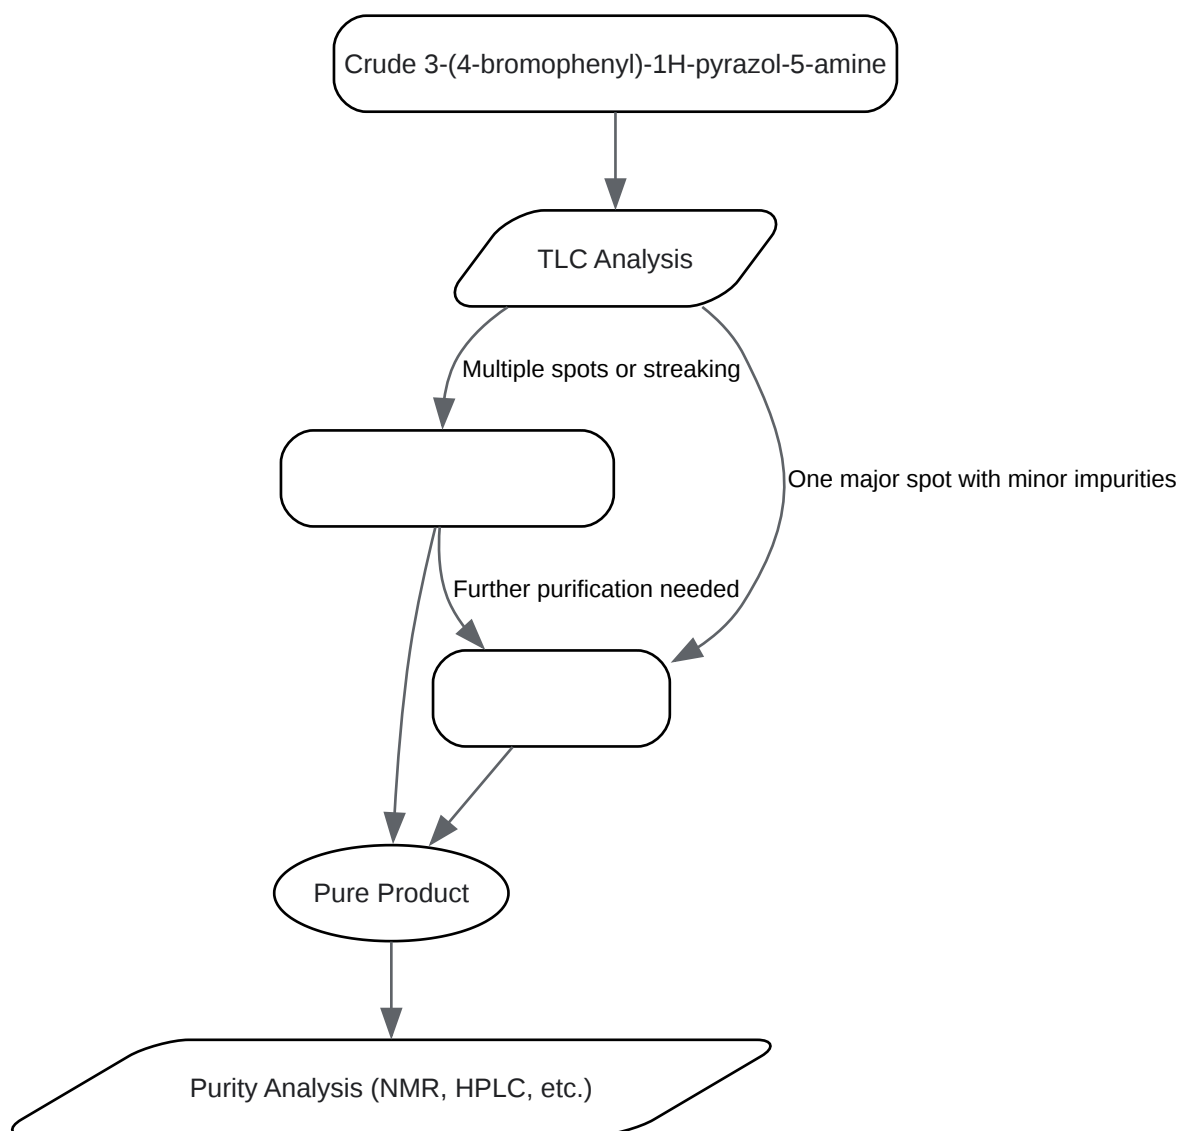 Crude 3-(4-bromophenyl)-1H-pyrazol-5-amine
TLC Analysis
Multiple spots or streaking
One major spot with minor impurities
Further purification needed
Pure Product
Purity Analysis (NMR, HPLC, etc.)